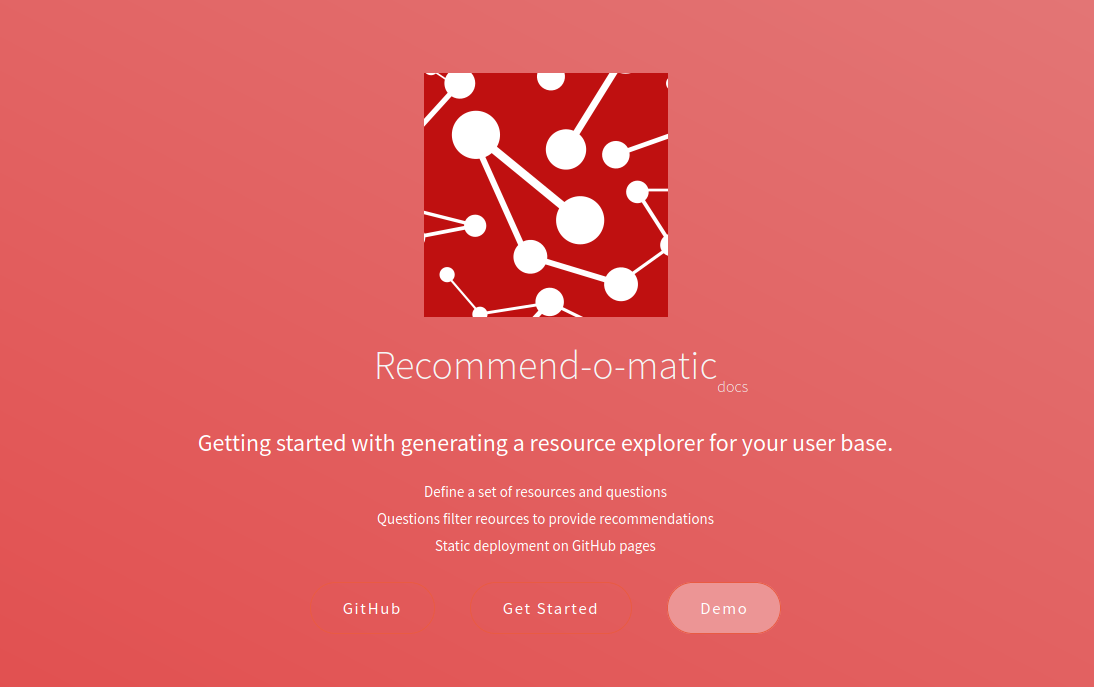 Recommend-o-matic docs
Getting started with generating a resource explorer for your user base.
Define a set of resources and questions
Questions filter reources to provide recommendations
Static deployment on GitHub pages
GitHub Get Started Demo